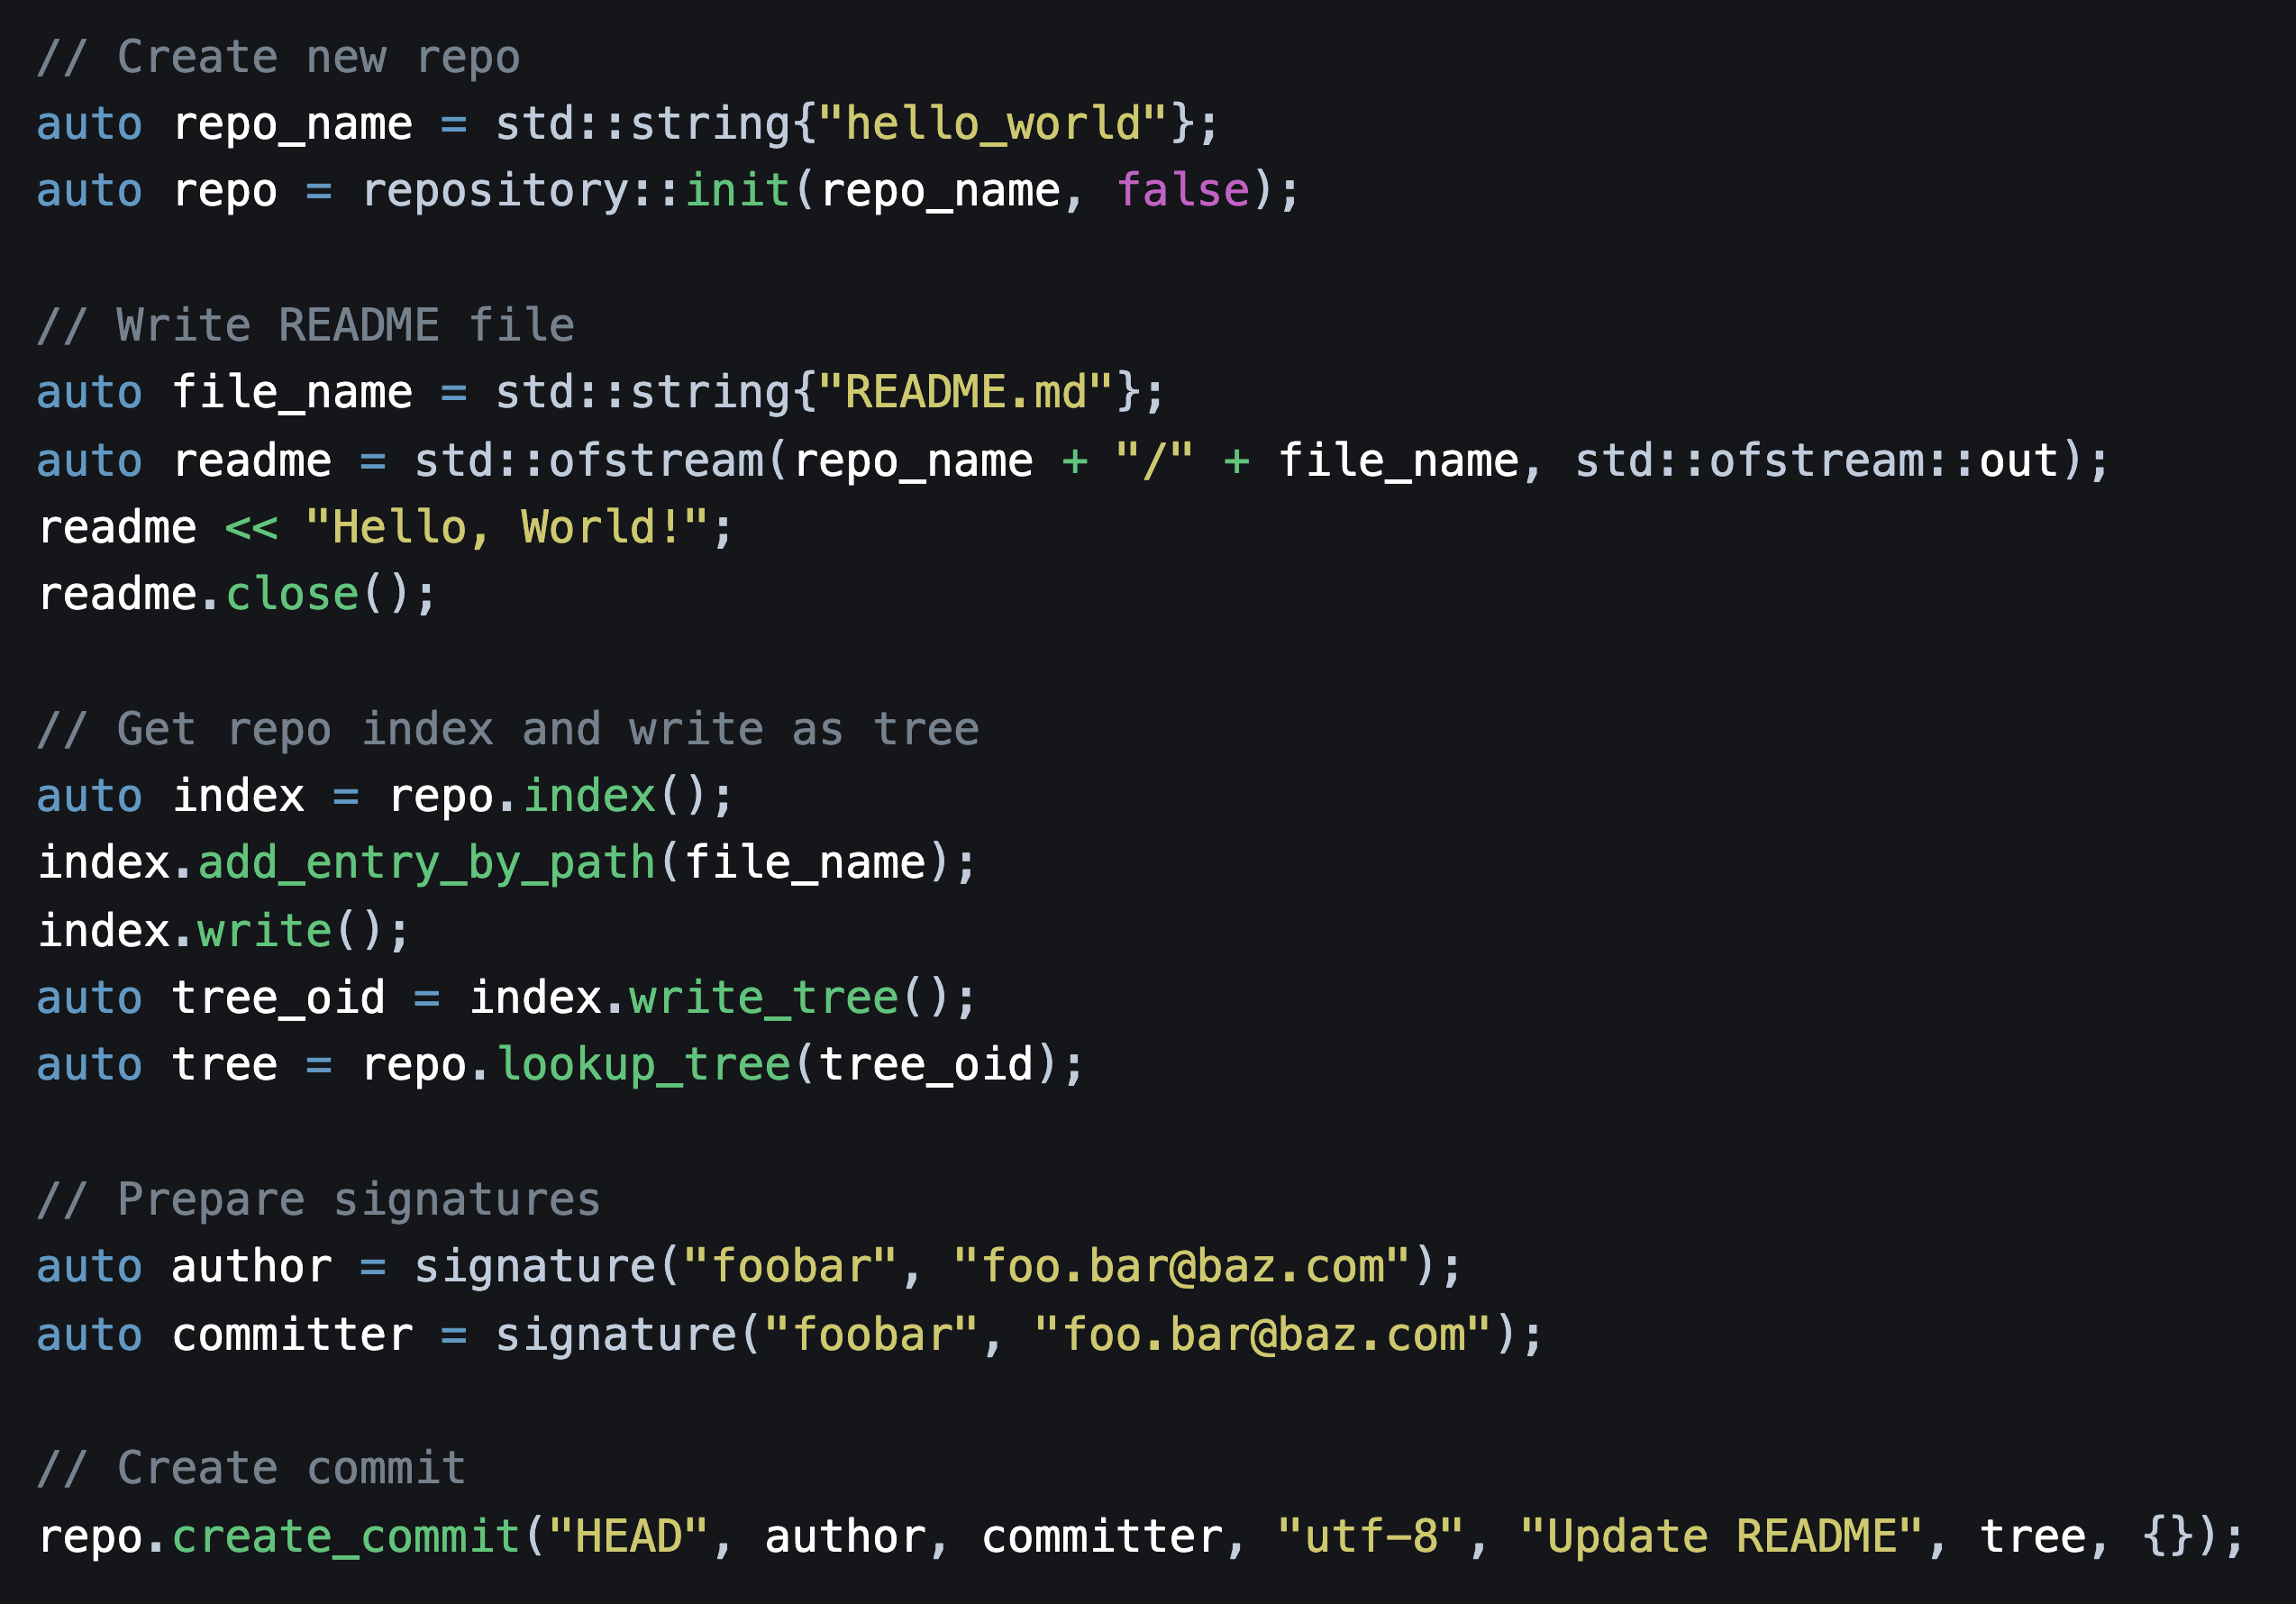 // Create new repo
auto repo_name = std::string{"hello_world"};
auto repo = repository::init(repo_name, false);

// Write README file
auto file_name = std::string{"README.md"};
auto readme = std::ofstream(repo_name + "/" + file_name, std::ofstream::out);
readme << "Hello, World!";
readme.close();

// Get repo index and write as tree
auto index = repo.index();
index.add_entry_by_path(file_name);
index.write();
auto tree_oid = index.write_tree();
auto tree = repo.lookup_tree(tree_oid);

// Prepare signatures
auto author = signature("foobar", "foo.bar@baz.com");
auto committer = signature("foobar", "foo.bar@baz.com");

// Create commit
repo.create_commit("HEAD", author, committer, "utf-8", "Update README", tree, {});